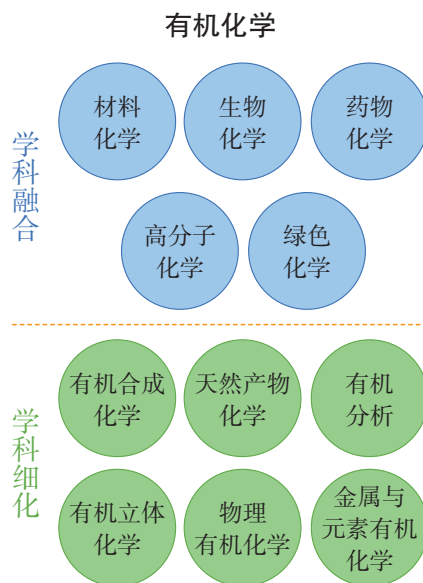 有机化学
学科融合
材料
化学
生物
化学
药物
化学
高分子
化学
绿色
化学
学科细化
有机合成
化学
天然产物
化学
有机
分析
有机立体
化学
物理
有机化学
金属与
元素有机
化学